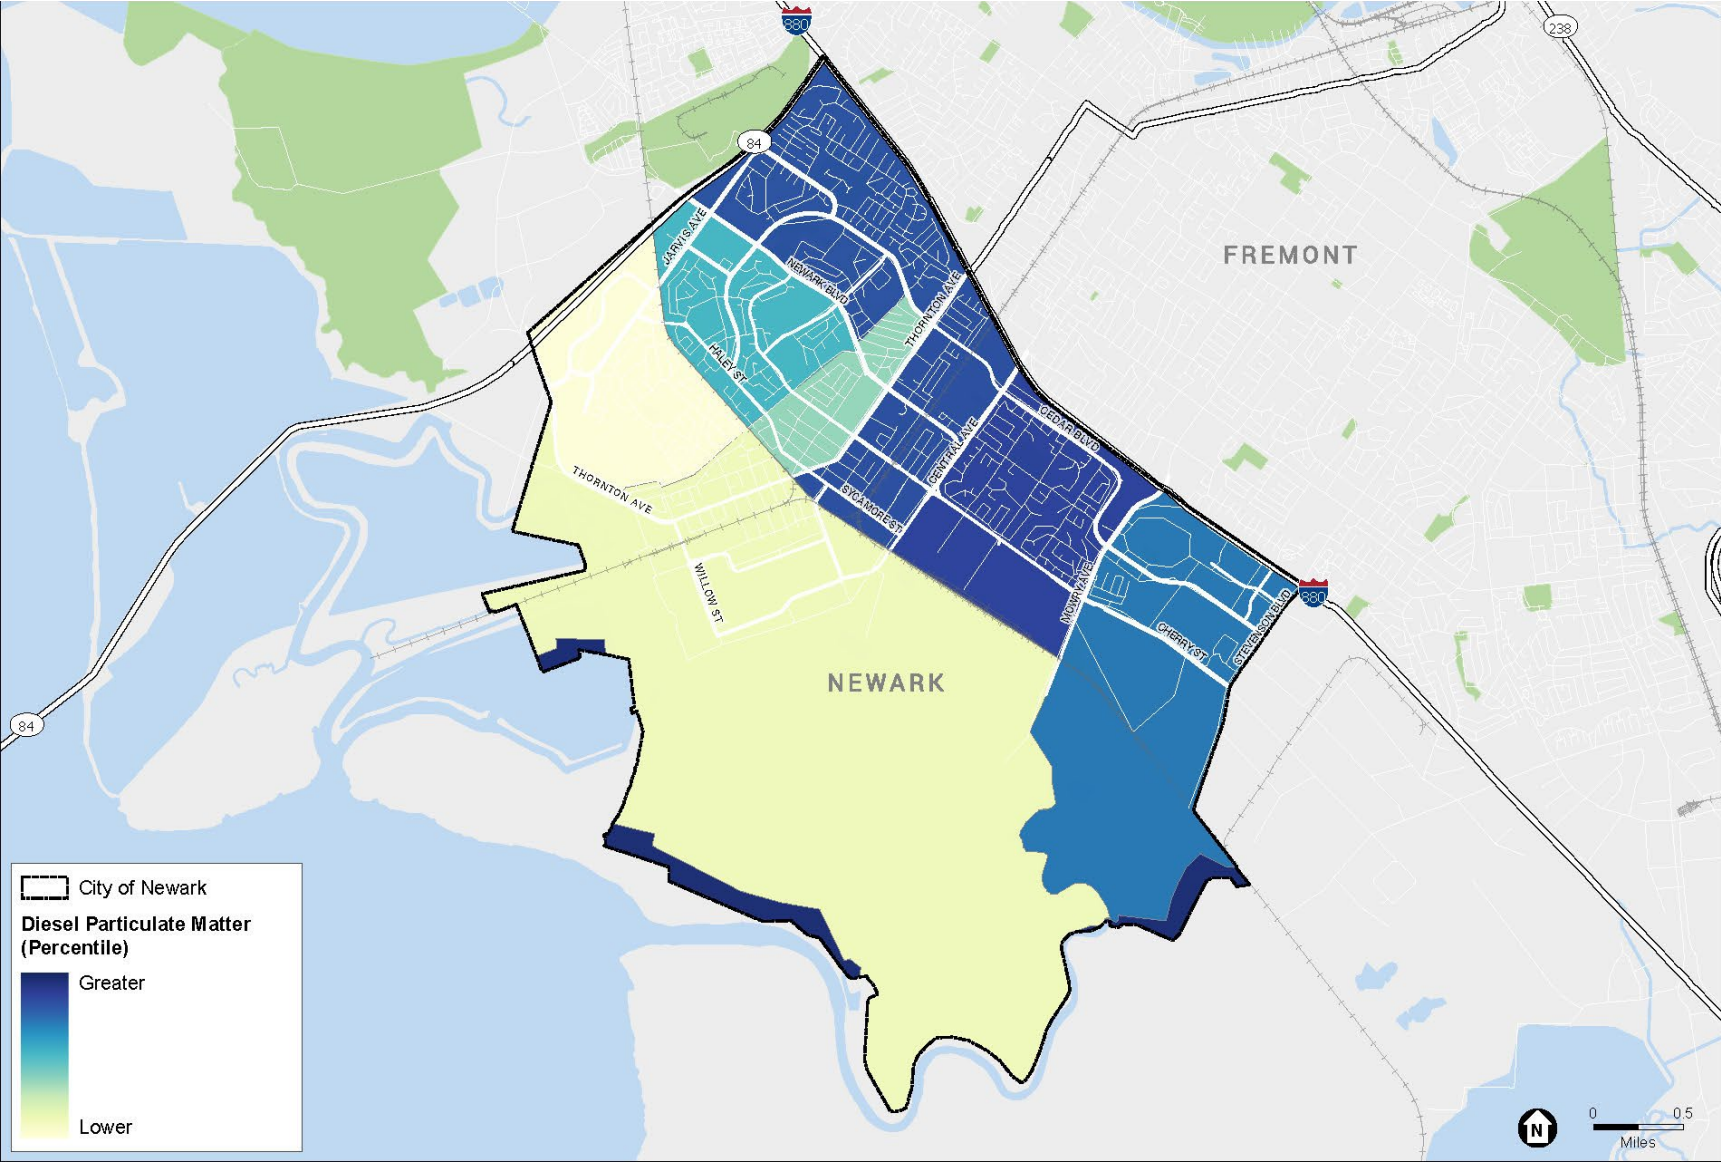 880
238
84
FREMONT
JARVIS AVE
NEWARK BLVD
THORNTON AVE
HALEY ST
CEDAR BLVD
CENTRAL AVE
THORNTON AVE
SYCAMORE ST
WILLOW ST
MOWRY AVE
880
CHERRY ST
STEVENSON BLVD
NEWARK
84
City of Newark
Diesel Particulate Matter
(Percentile)
Greater
Lower
N
0 0.5
Miles